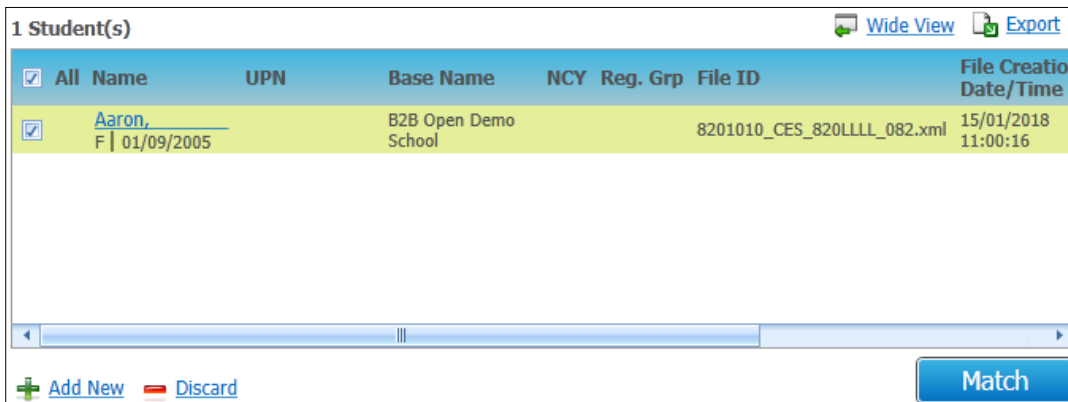 1 Student(s) Wide View Export
All Name UPN Base Name NCY Reg. Grp File ID File Creatio
Date/Time
Aaron, B2B Open Demo 8201010_CES_820LLLL_082.xml 15/01/2018
F | 01/09/2005 School 11:00:16
Add New Discard Match